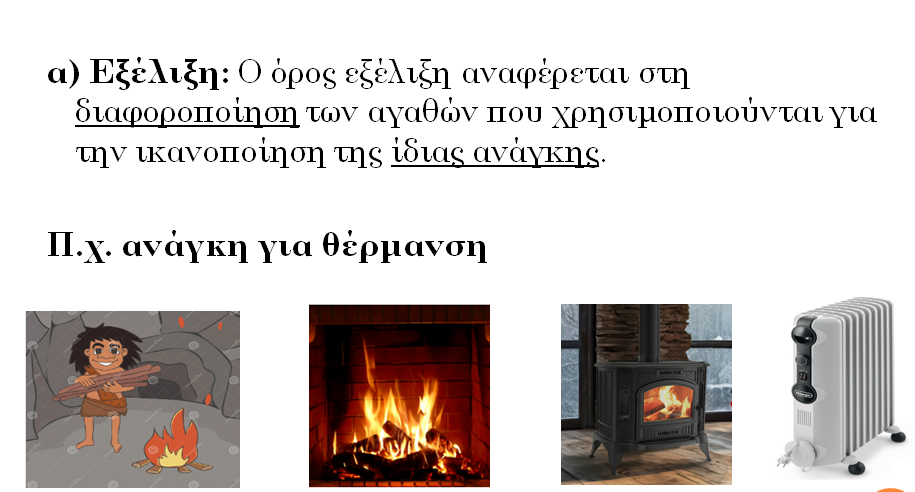 α) Εξέλιξη: Ο όρος εξέλιξη αναφέρεται στη
διαφοροποίηση των αγαθών που χρησιμοποιούνται για
την ικανοποίηση της ίδιας ανάγκης.
Π.χ. ανάγκη για θέρμανση